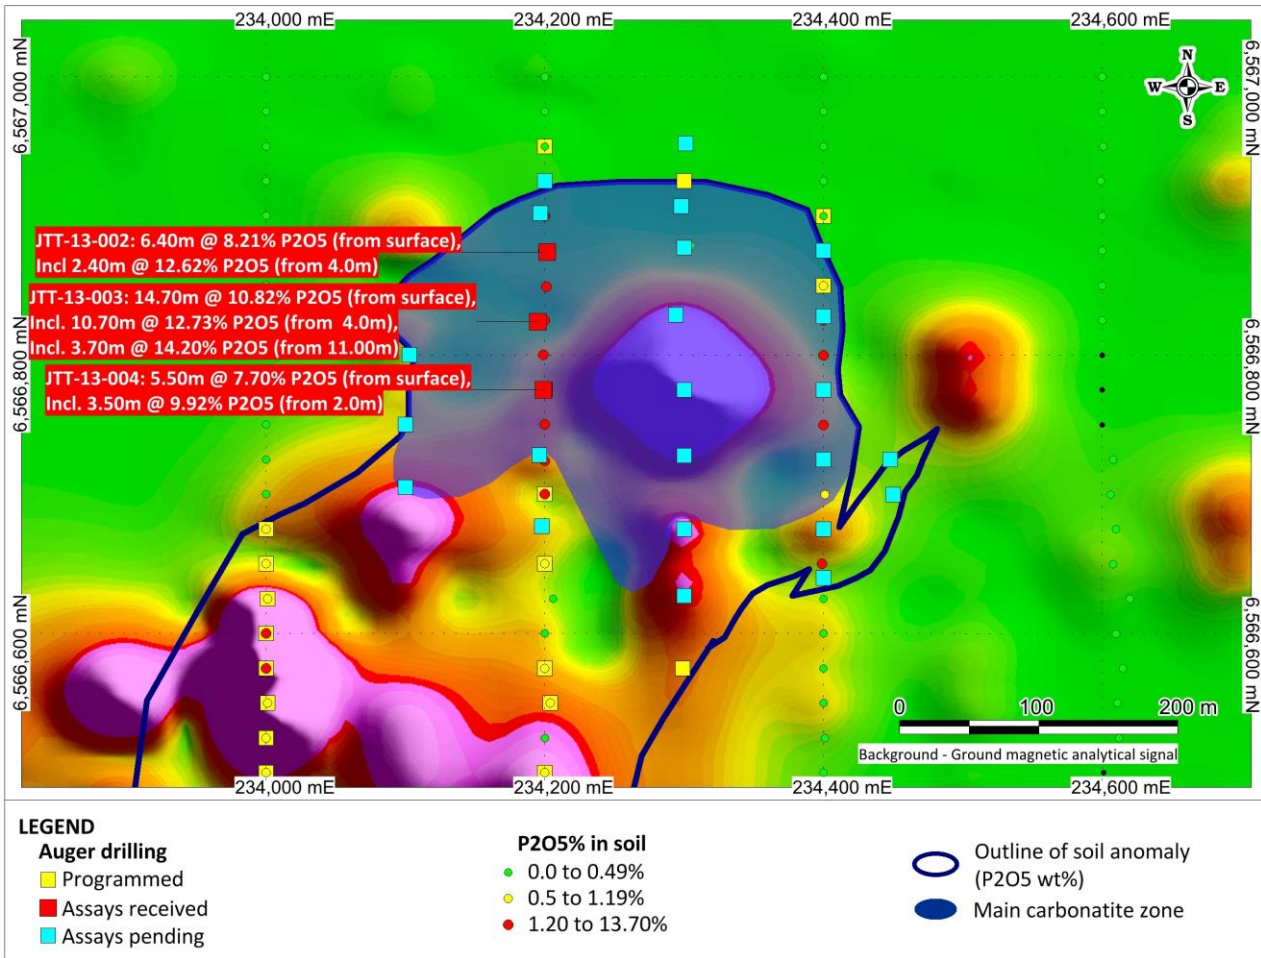 234,000 mE
234,200 mE
234,400 mE
234,600 mE
6,567,000 mN
6,567,000 mN
N
W E
S
JTT-13-002: 6.40m @ 8.21% P2O5 (from surface),
Incl 2.40m @ 12.62% P2O5 (from 4.0m)
JTT-13-003: 14.70m @ 10.82% P2O5 (from surface),
Incl. 10.70m @ 12.73% P2O5 (from  4.0m),
Incl. 3.70m @ 14.20% P2O5 (from 11.00m)
JTT-13-004: 5.50m @ 7.70% P2O5 (from surface),
Incl. 3.50m @ 9.92% P2O5 (from 2.0m)
6,566,800 mN
6,566,800 mN
6,566,600 mN
6,566,600 mN
0 100 200 m
Background - Ground magnetic analytical signal
234,000 mE
234,200 mE
234,400 mE
234,600 mE
LEGEND
Auger drilling
Programmed
Assays received
Assays pending
P2O5% in soil
0.0 to 0.49%
0.5 to 1.19%
1.20 to 13.70%
Outline of soil anomaly
(P2O5 wt%)
Main carbonatite zone